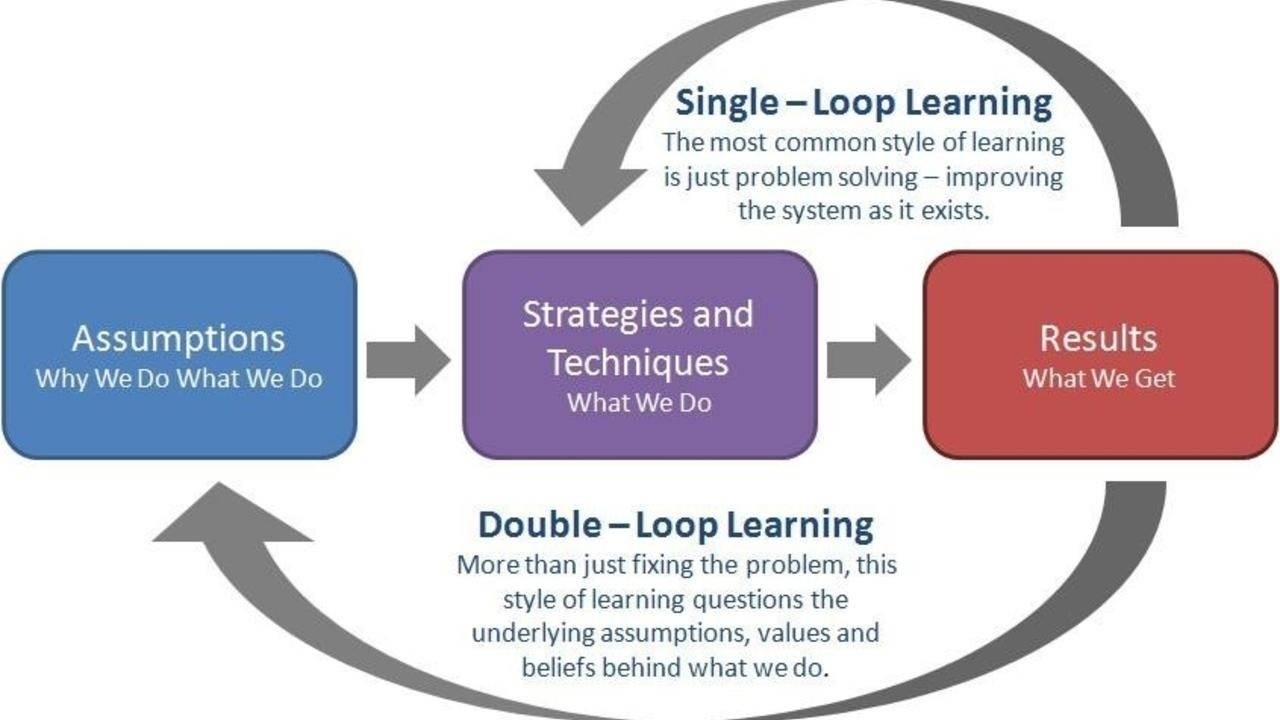 Single – Loop Learning
The most common style of learning
is just problem solving – improving
the system as it exists.
Assumptions
Why We Do What We Do
Strategies and
Techniques
What We Do
Results
What We Get
Double – Loop Learning
More than just fixing the problem, this
style of learning questions the
underlying assumptions, values and
beliefs behind what we do.